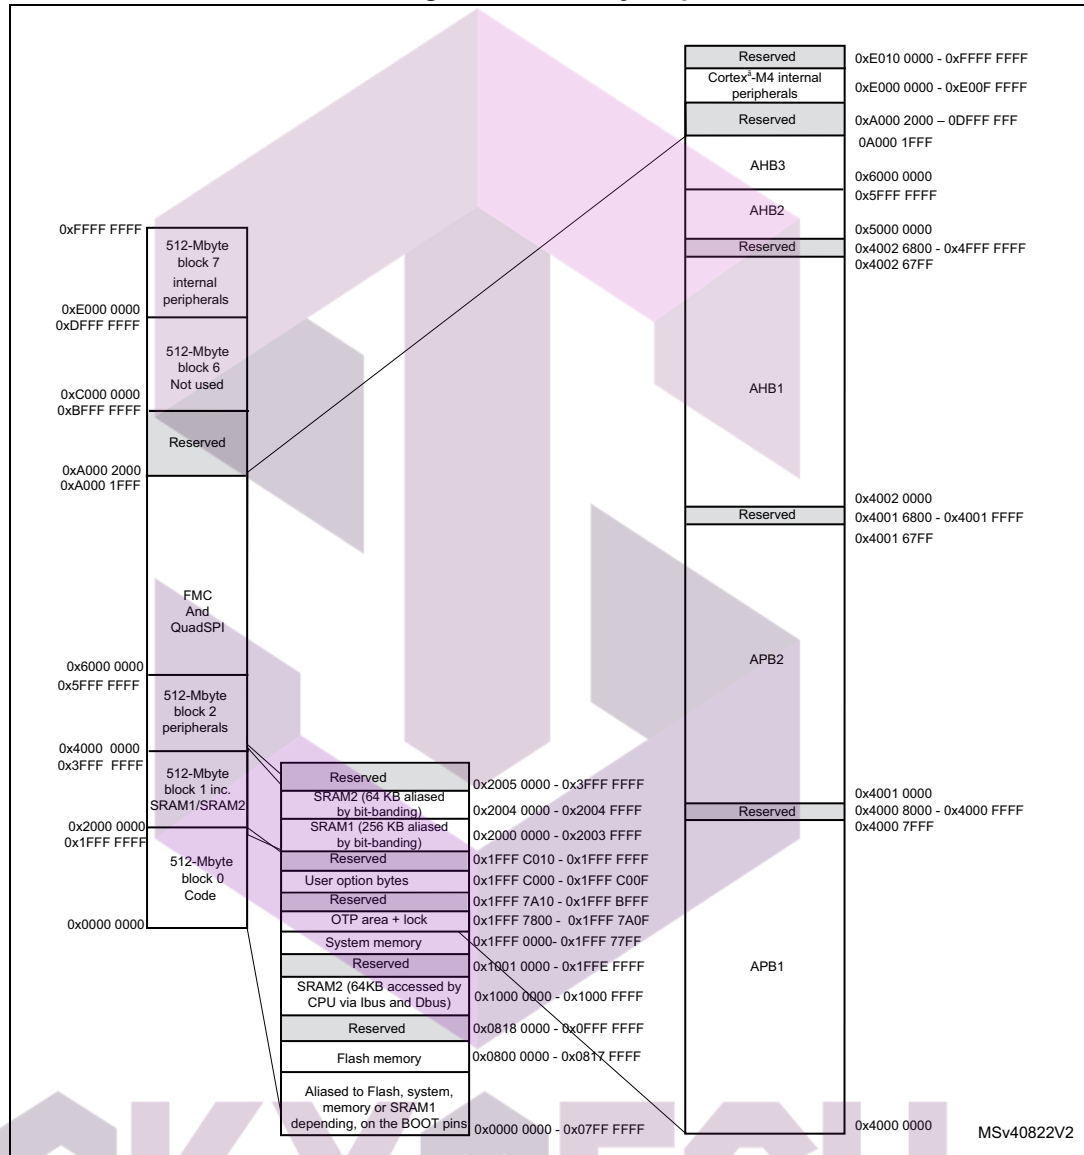 0xFFFF FFFF
512-Mbyte
block 7
internal
peripherals
0xE000 0000
0xDFFF FFFF
512-Mbyte
block 6
Not used
0xC000 0000
0xBFFF FFFF
Reserved
0xA000 2000
0xA000 1FFF
FMC
And
QuadSPI
0x6000 0000
0x5FFF FFFF
512-Mbyte
block 2
peripherals
0x4000 0000
0x3FFF FFFF
512-Mbyte
block 1 inc.
SRAM1/SRAM2
0x2000 0000
0x1FFF FFFF
512-Mbyte
block 0
Code
0x0000 0000
Reserved
0x2005 0000 - 0x3FFF FFFF
SRAM2 (64 KB aliased
by bit-banding)
0x2004 0000 - 0x2004 FFFF
SRAM1 (256 KB aliased
by bit-banding)
0x2000 0000 - 0x2003 FFFF
Reserved
0x1FFF C010 - 0x1FFF FFFF
User option bytes
0x1FFF C000 - 0x1FFF C00F
Reserved
0x1FFF 7A10 - 0x1FFF BFFF
OTP area + lock
0x1FFF 7800 - 0x1FFF 7A0F
System memory
0x1FFF 0000- 0x1FFF 77FF
Reserved
0x1001 0000 - 0x1FFE FFFF
SRAM2 (64KB accessed by
CPU via Ibus and Dbus)
0x1000 0000 - 0x1000 FFFF
Reserved
0x0818 0000 - 0x0FFF FFFF
Flash memory
0x0800 0000 - 0x0817 FFFF
Aliased to Flash, system,
memory or SRAM1
depending, on the BOOT pins
0x0000 0000 - 0x07FF FFFF
Reserved
0xE010 0000 - 0xFFFF FFFF
Cortexâ-M4 internal
peripherals
0xE000 0000 - 0xE00F FFFF
Reserved
0xA000 2000 – 0DFFF FFF
0A000 1FFF
AHB3
0x6000 0000
0x5FFF FFFF
AHB2
0x5000 0000
Reserved
0x4002 6800 - 0x4FFF FFFF
0x4002 67FF
AHB1
0x4002 0000
Reserved
0x4001 6800 - 0x4001 FFFF
0x4001 67FF
APB2
0x4001 0000
Reserved
0x4000 8000 - 0x4000 FFFF
0x4000 7FFF
APB1
0x4000 0000
MSv40822V2